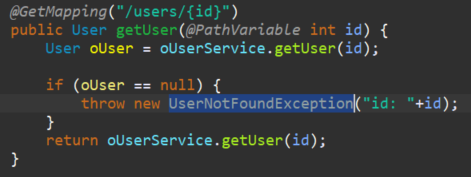 @GetMapping("/users/{id}")
public User getUser(@PathVariable int id) {
User oUser = oUserService.getUser(id);
if (oUser == null) {
throw new UserNotFoundException("id: "+id);
}
return oUserService.getUser(id);
}